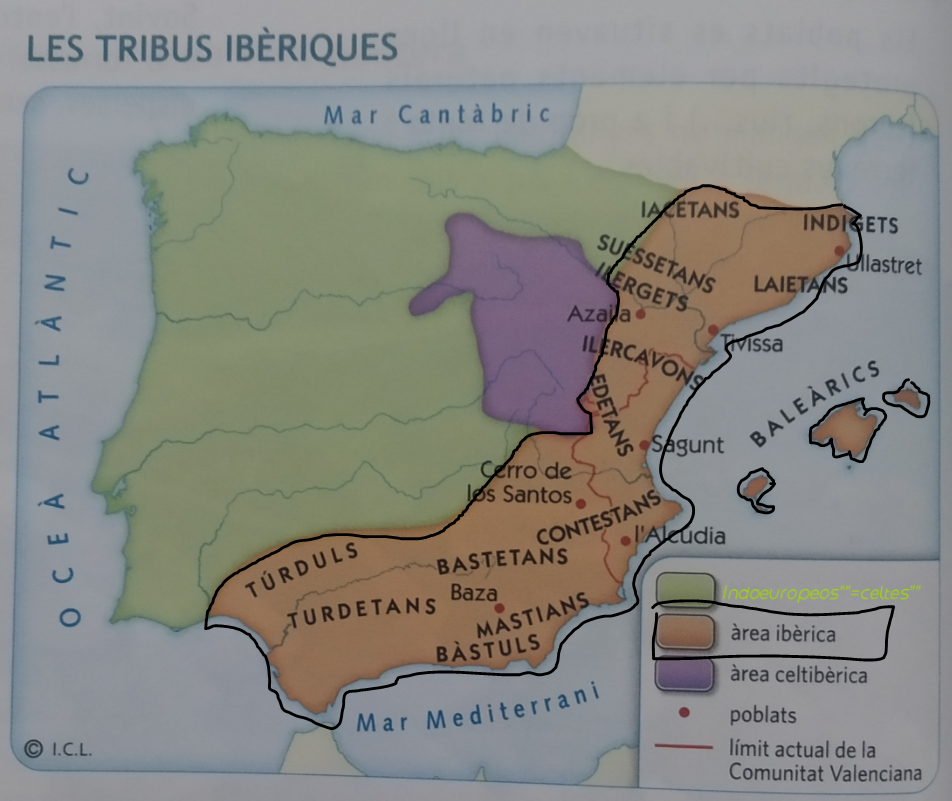 LES TRIBUS IBÈRIQUES
Mar Cantàbric
OCEÀ ATLÀNTIC
IACETANS
INDIGETS
SUESSETANS
Ullastret
ILERGETS
LAIETANS
Azaila
Tivissa
ILERCAVONS
EDETANS
BALEÀRICS
Sagunt
Cerro de
los Santos
CONTESTANS
l'Alcudia
TÚRDULS
BASTETANS
Baza
TURDETANS
MASTIANS
BÀSTULS
Mar Mediterrani
Indoeuropeos""=celtes""
àrea ibèrica
àrea celtibèrica
poblats
límit actual de la
Comunitat Valenciana
© I.C.L.